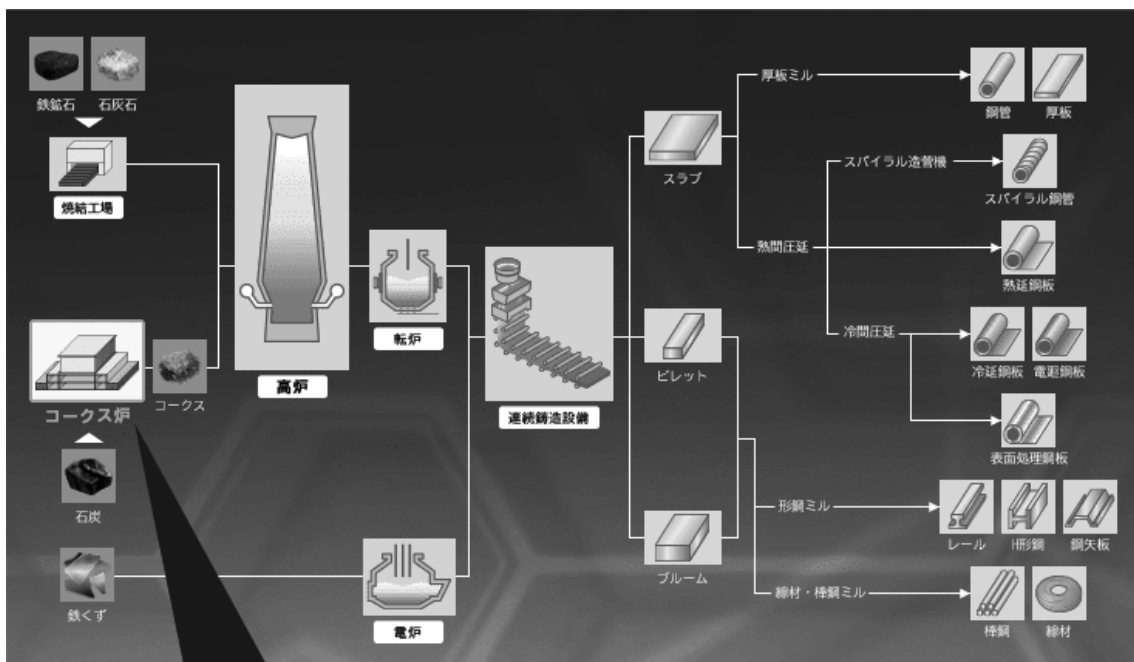 鉄鉱石
石灰石
焼結工場
コークス炉
コークス
石炭
鉄くず
高炉
転炉
電炉
連続鋳造設備
スラブ
ビレット
ブルーム
厚板ミル
鋼管
厚板
スパイラル造管機
スパイラル鋼管
熱間圧延
熱延鋼板
冷間圧延
冷延鋼板
表面処理鋼板
形鋼ミル
レール
H形鋼
鋼矢板
線材・棒鋼ミル
棒鋼
線材